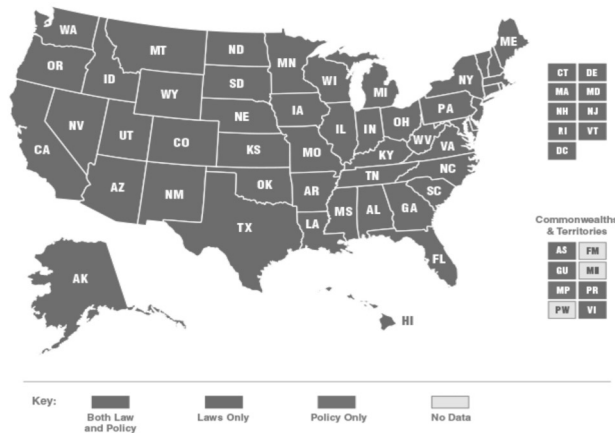 WA
MT
ND
MN
ME
OR
ID
SD
WI
MI
NY
WY
IA
PA
NE
NV
UT
CO
IL
IN
OH
WV
VA
CA
KS
MO
KY
NC
TN
AZ
NM
OK
AR
SC
TX
LA
MS
AL
GA
FL
AK
HI
CT DE
MA MD
NH NJ
RI VT
DC
Commonwealths
& Territories
AS FM
GU MH
MP PR
PW VI
Key:
Both Law
and Policy
Laws Only
Policy Only
No Data